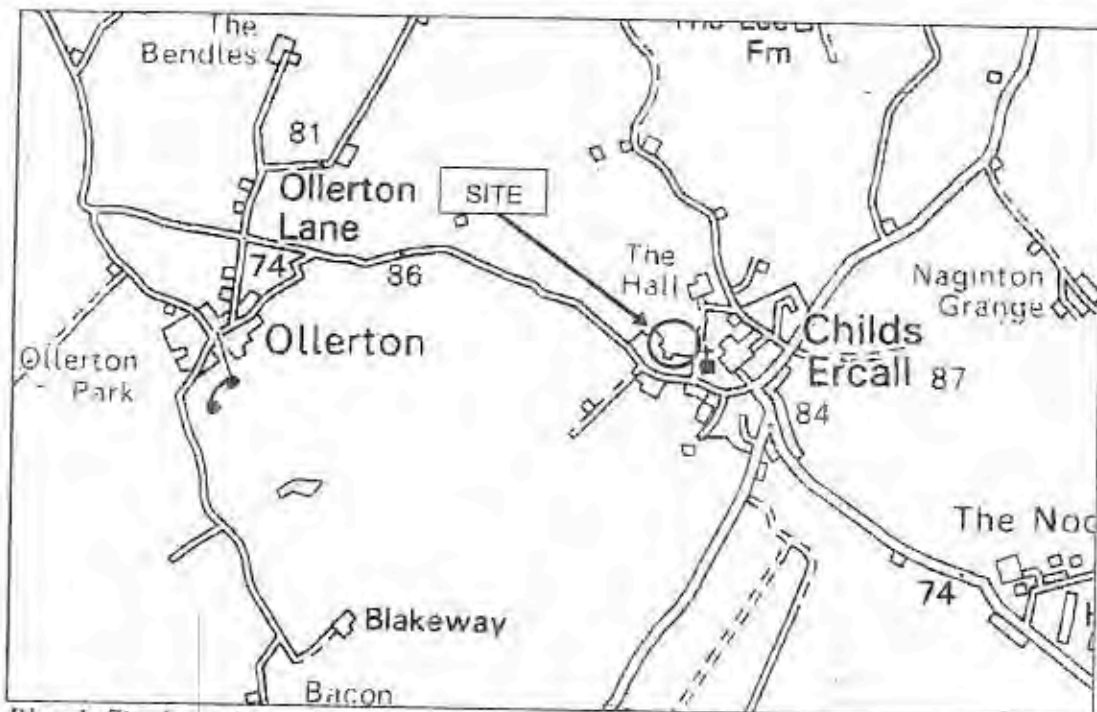 The
Bendles
Fm
81
Ollerton
Lane
SITE
74
86
The
Hall
Naginton
Grange
Ollerton
Ollerton
Park
Childs
Ercall 87
84
The
74
Blakeway
Bacon